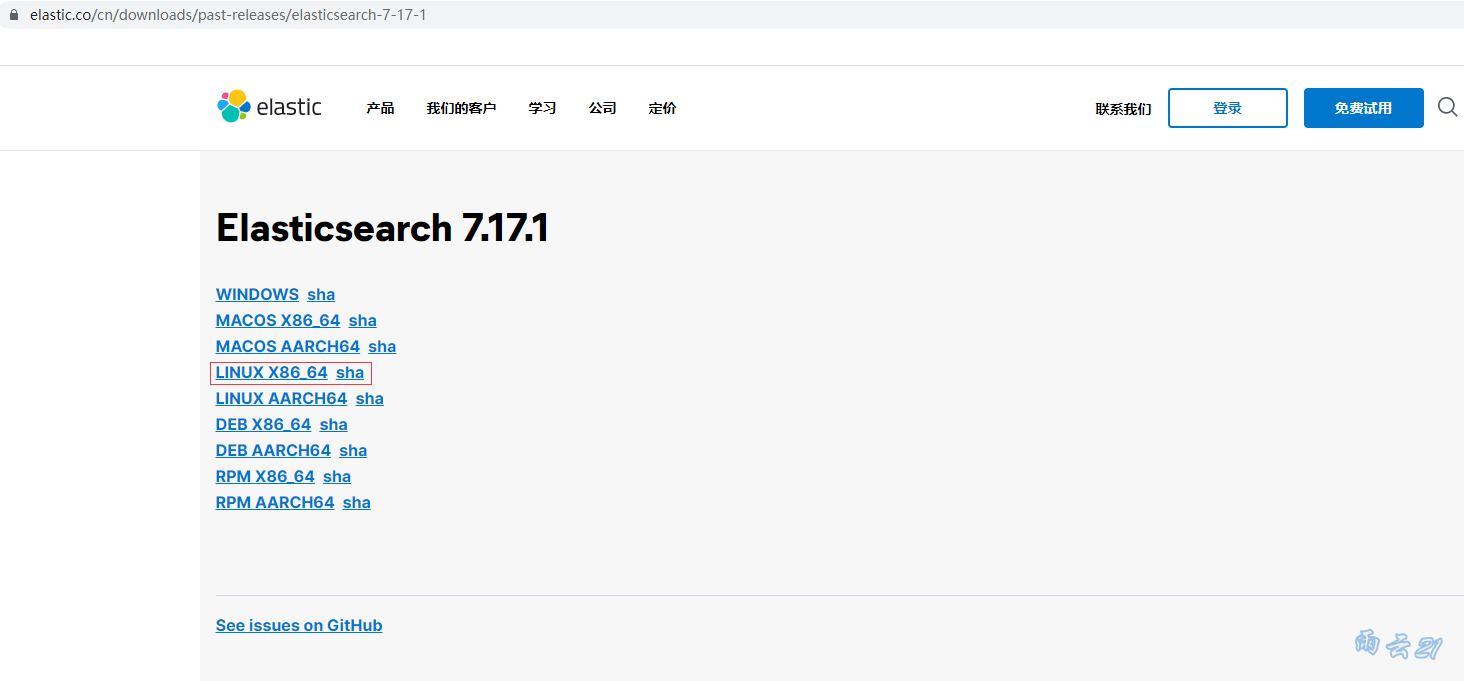 elastic.co/cn/downloads/past-releases/elasticsearch-7-17-1
elastic 产品 我们的客户 学习 公司 定价 联系我们 登录 免费试用
Elasticsearch 7.17.1
WINDOWS sha
MACOS X86_64 sha
MACOS AARCH64 sha
LINUX X86_64 sha
LINUX AARCH64 sha
DEB X86_64 sha
DEB AARCH64 sha
RPM X86_64 sha
RPM AARCH64 sha
See issues on GitHub
雨云21